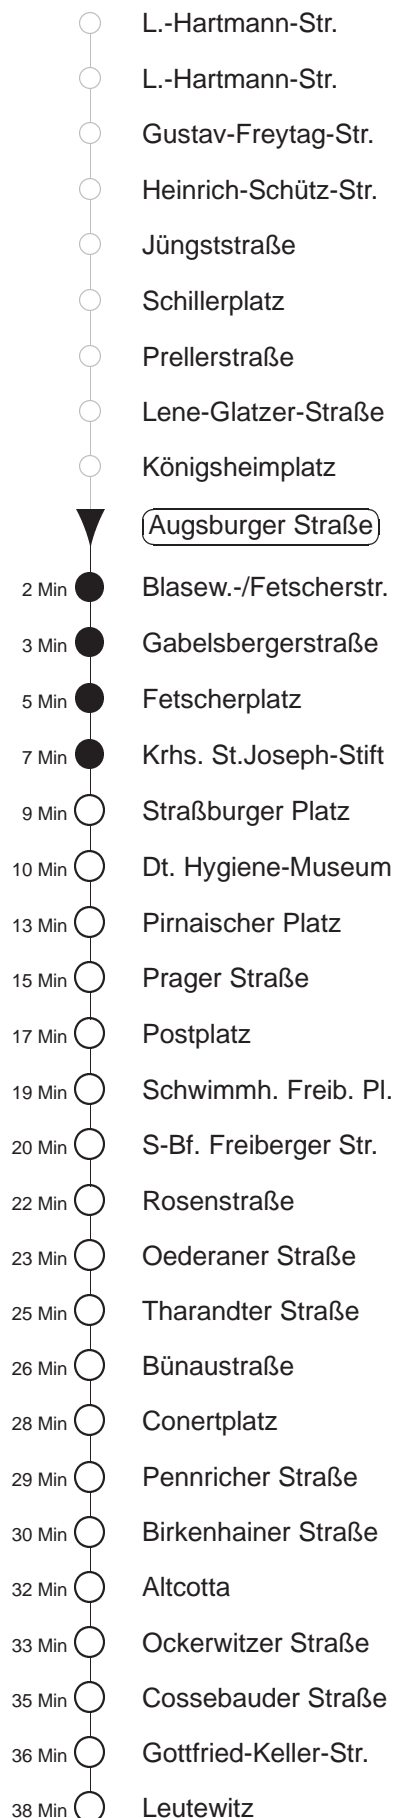 L.-Hartmann-Str.
L.-Hartmann-Str.
Gustav-Freytag-Str.
Heinrich-Schütz-Str.
Jüngststraße
Schillerplatz
Prellerstraße
Lene-Glatzer-Straße
Königsheimplatz
Augsburger Straße
2 Min Blasew.-/Fetscherstr.
3 Min Gabelsbergerstraße
5 Min Fetscherplatz
7 Min Krhs. St.Joseph-Stift
9 Min Straßburger Platz
10 Min Dt. Hygiene-Museum
13 Min Pirnaischer Platz
15 Min Prager Straße
17 Min Postplatz
19 Min Schwimmh. Freib. Pl.
20 Min S-Bf. Freiberger Str.
22 Min Rosenstraße
23 Min Oederaner Straße
25 Min Tharandter Straße
26 Min Bünaustraße
28 Min Conertplatz
29 Min Pennricher Straße
30 Min Birkenhainer Straße
32 Min Altcotta
33 Min Ockerwitzer Straße
35 Min Cossebauder Straße
36 Min Gottfried-Keller-Str.
38 Min Leutewitz